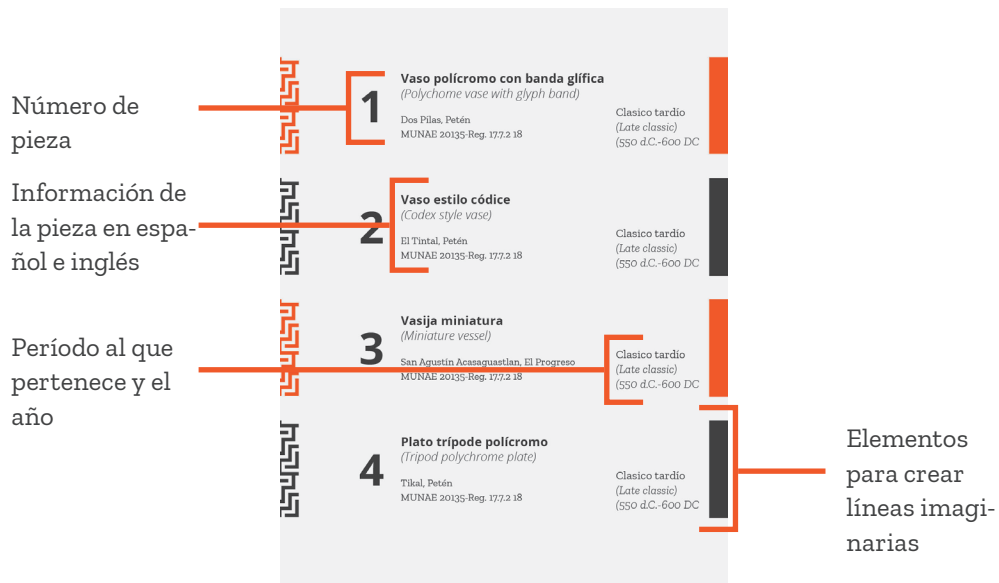 Número de
pieza
Información de
la pieza en espa-
ñol e inglés
Período al que
pertenece y el
año
1
Vaso polícromo con banda glífica
(Polychome vase with glyph band)
Dos Pilas, Petén
MUNAE 20135-Reg. 17.7.2 18
Clasico tardío
(Late classic)
(550 d.C.-600 DC
2
Vaso estilo códice
(Codex style vase)
El Tintal, Petén
MUNAE 20135-Reg. 17.7.2 18
Clasico tardío
(Late classic)
(550 d.C.-600 DC
3
Vasija miniatura
(Miniature vessel)
San Agustín Acasaguastlan, El Progreso
MUNAE 20135-Reg. 17.7.2 18
Clasico tardío
(Late classic)
(550 d.C.-600 DC
4
Plato trípode polícromo
(Tripod polychrome plate)
Tikal, Petén
MUNAE 20135-Reg. 17.7.2 18
Clasico tardío
(Late classic)
(550 d.C.-600 DC
Elementos
para crear
líneas imagi-
narias